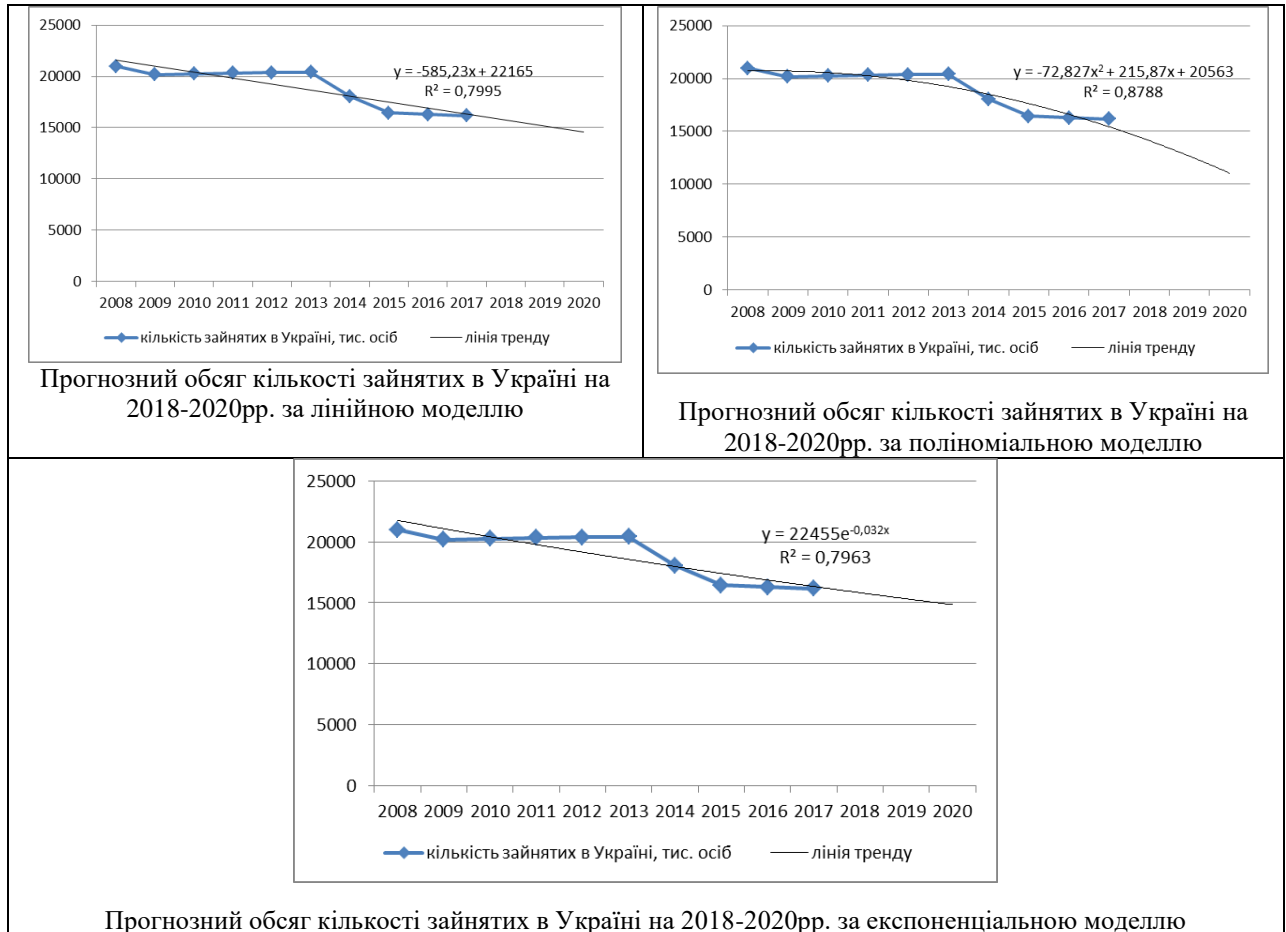 25000
20000
15000
10000
5000
0
y = -585,23x + 22165
R² = 0,7995
2008 2009 2010 2011 2012 2013 2014 2015 2016 2017 2018 2019 2020
кількість зайнятих в Україні, тис. осіб лінія тренду
Прогнозний обсяг кількості зайнятих в Україні на
2018-2020рр. за лінійною моделлю
25000
20000
15000
10000
5000
0
y = -72,827x² + 215,87x + 20563
R² = 0,8788
2008 2009 2010 2011 2012 2013 2014 2015 2016 2017 2018 2019 2020
кількість зайнятих в Україні, тис. осіб лінія тренду
Прогнозний обсяг кількості зайнятих в Україні на
2018-2020рр. за поліноміальною моделлю
25000
20000
15000
10000
5000
0
y = 22455e⁻⁰,⁰³²ˣ
R² = 0,7963
2008 2009 2010 2011 2012 2013 2014 2015 2016 2017 2018 2019 2020
кількість зайнятих в Україні, тис. осіб лінія тренду
Прогнозний обсяг кількості зайнятих в Україні на 2018-2020рр. за експоненціальною моделлю